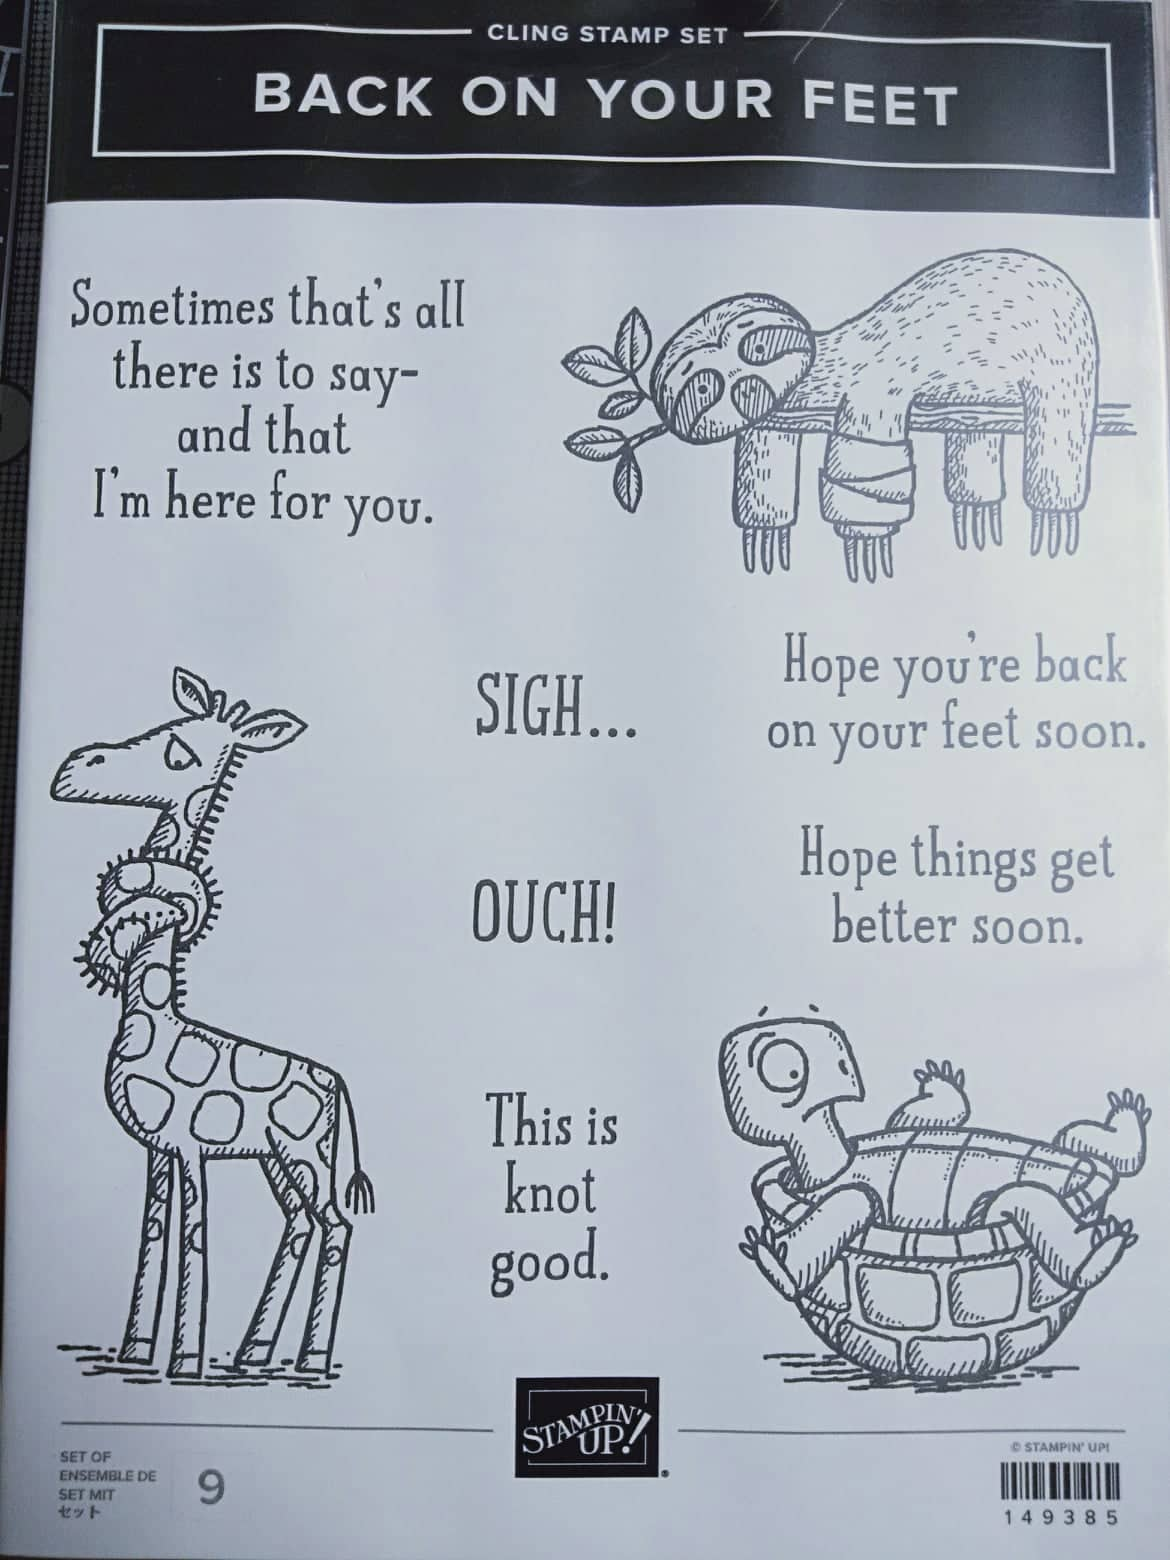 CLING STAMP SET
BACK ON YOUR FEET
Sometimes that's all
there is to say-
and that
I'm here for you.
SIGH...
Hope you're back
on your feet soon.
Hope things get
better soon.
OUCH!
This is
knot
good.
STAMPIN'
UP!®
SET OF
ENSEMBLE DE
SET MIT
セット
9
© STAMPIN' UP!
149385